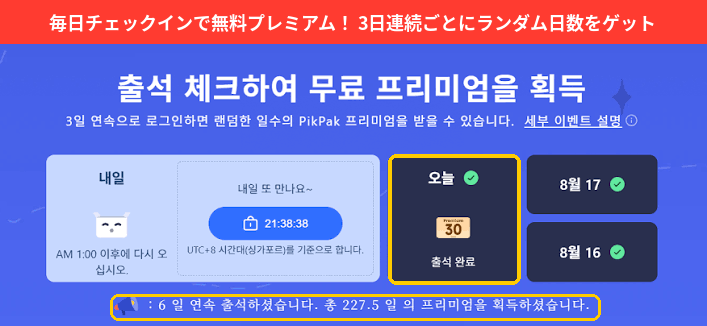 毎日チェックインで無料プレミアム！ 3日連続ごとにランダム日数をゲット
출석 체크하여 무료 프리미엄을 획득
3일 연속으로 로그인하면 랜덤한 일수의 PikPak 프리미엄을 받을 수 있습니다. 세부 이벤트 설명
내일
AM 1:00 이후에 다시 오
십시오.
내일 또 만나요~
21:38:38
UTC+8 시간대(싱가포르)를 기준으로 합니다.
오늘
Premium
30
출석 완료
8월 17
8월 16
: 6 일 연속 출석하셨습니다. 총 227.5 일 의 프리미엄을 획득하셨습니다.